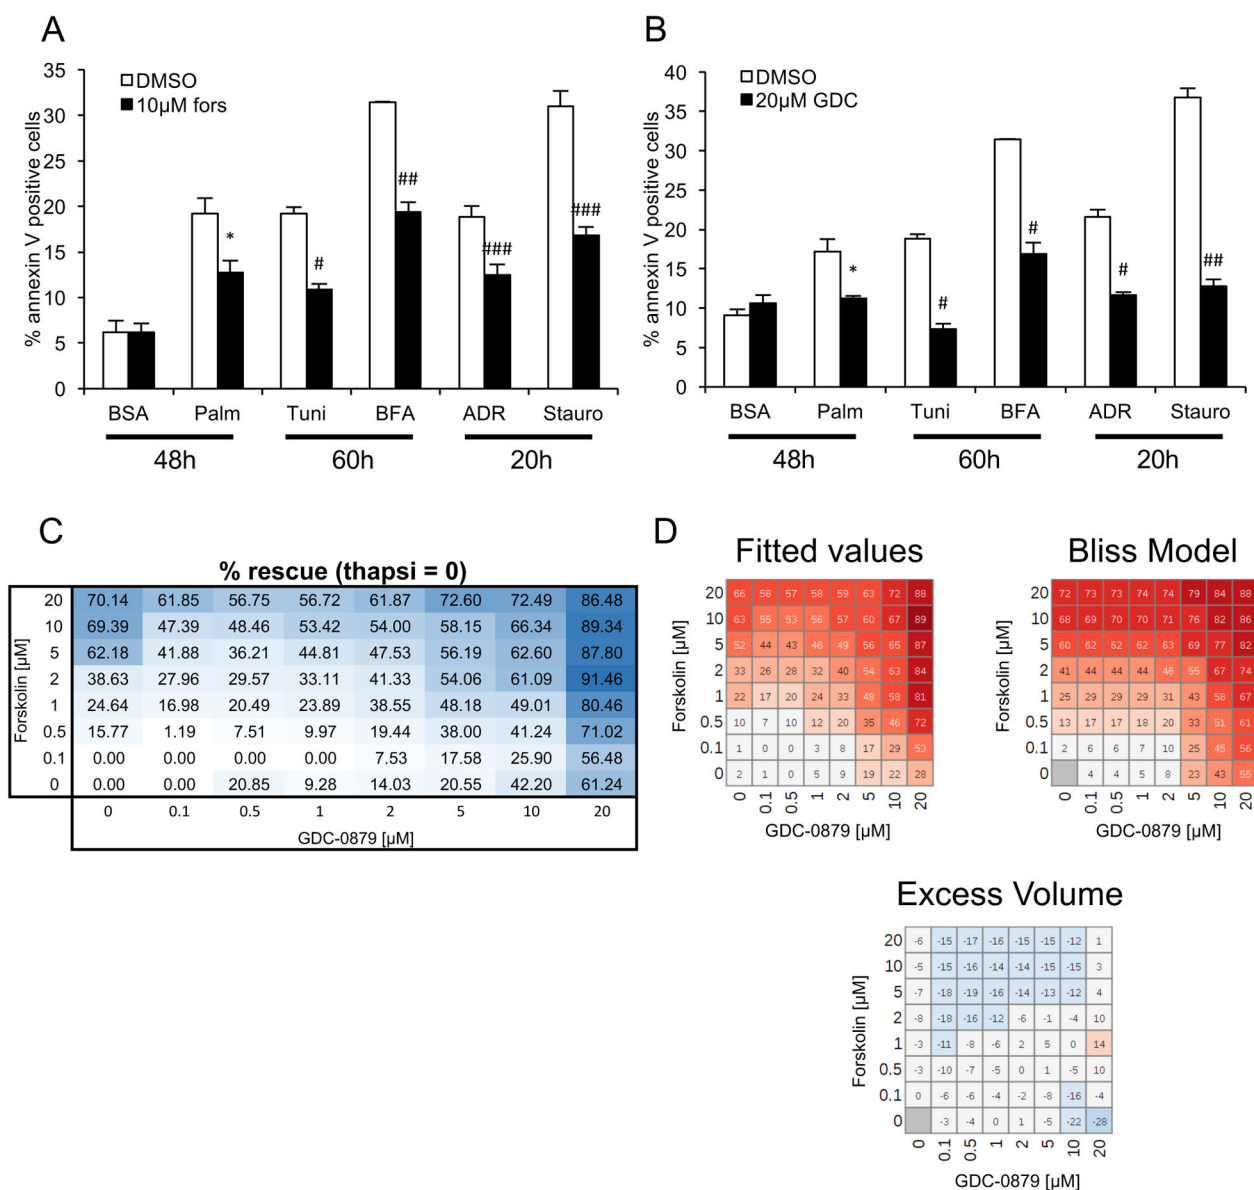 A
B
35
30
25
20
15
10
5
0
% annexin V positive cells
DMSO
10µM fors
*
#
##
###
###
BSA Palm Tuni BFA ADR Stauro
48h 60h 20h
40
35
30
25
20
15
10
5
0
% annexin V positive cells
DMSO
20µM GDC
*
#
#
#
##
BSA Palm Tuni BFA ADR Stauro
48h 60h 20h
C
% rescue (thapsi = 0)
Forskolin [µM]
20 70.14 61.85 56.75 56.72 61.87 72.60 72.49 86.48
10 69.39 47.39 48.46 53.42 54.00 58.15 66.34 89.34
5 62.18 41.88 36.21 44.81 47.53 56.19 62.60 87.80
2 38.63 27.96 29.57 33.11 41.33 54.06 61.09 91.46
1 24.64 16.98 20.49 23.89 38.55 48.18 49.01 80.46
0.5 15.77 1.19 7.51 9.97 19.44 38.00 41.24 71.02
0.1 0.00 0.00 0.00 0.00 7.53 17.58 25.90 56.48
0 0.00 0.00 20.85 9.28 14.03 20.55 42.20 61.24
0 0.1 0.5 1 2 5 10 20
GDC-0879 [µM]
D
Fitted values
Forskolin [µM]
20 66 58 57 58 59 63 72 88
10 63 55 53 56 57 60 67 89
5 52 44 43 46 49 56 65 87
2 33 26 28 32 40 54 63 84
1 22 17 20 24 33 48 58 81
0.5 10 7 10 12 20 35 46 72
0.1 1 0 0 3 8 17 29 53
0 2 1 0 5 9 19 22 28
0 0.1 0.5 1 2 5 10 20
GDC-0879 [µM]
Bliss Model
Forskolin [µM]
20 72 73 73 74 74 79 84 88
10 68 69 70 70 71 76 82 86
5 60 62 62 62 63 69 77 82
2 41 44 44 44 46 55 67 74
1 25 29 29 29 31 43 58 67
0.5 13 17 17 18 20 33 51 61
0.1 2 6 6 7 10 25 45 56
0 4 4 5 8 23 43 55
0 0.1 0.5 1 2 5 10 20
GDC-0879 [µM]
Excess Volume
Forskolin [µM]
20 -6 -15 -17 -16 -15 -15 -12 1
10 -5 -15 -16 -14 -14 -15 -15 3
5 -7 -18 -19 -16 -14 -13 -12 4
2 -8 -18 -16 -12 -6 -1 -4 10
1 -3 -11 -8 -6 2 5 0 14
0.5 -3 -10 -7 -5 0 1 -5 10
0.1 0 -6 -6 -4 -2 -8 -16 -4
0 -3 -4 0 1 -5 -22 -28
0 0.1 0.5 1 2 5 10 20
GDC-0879 [µM]